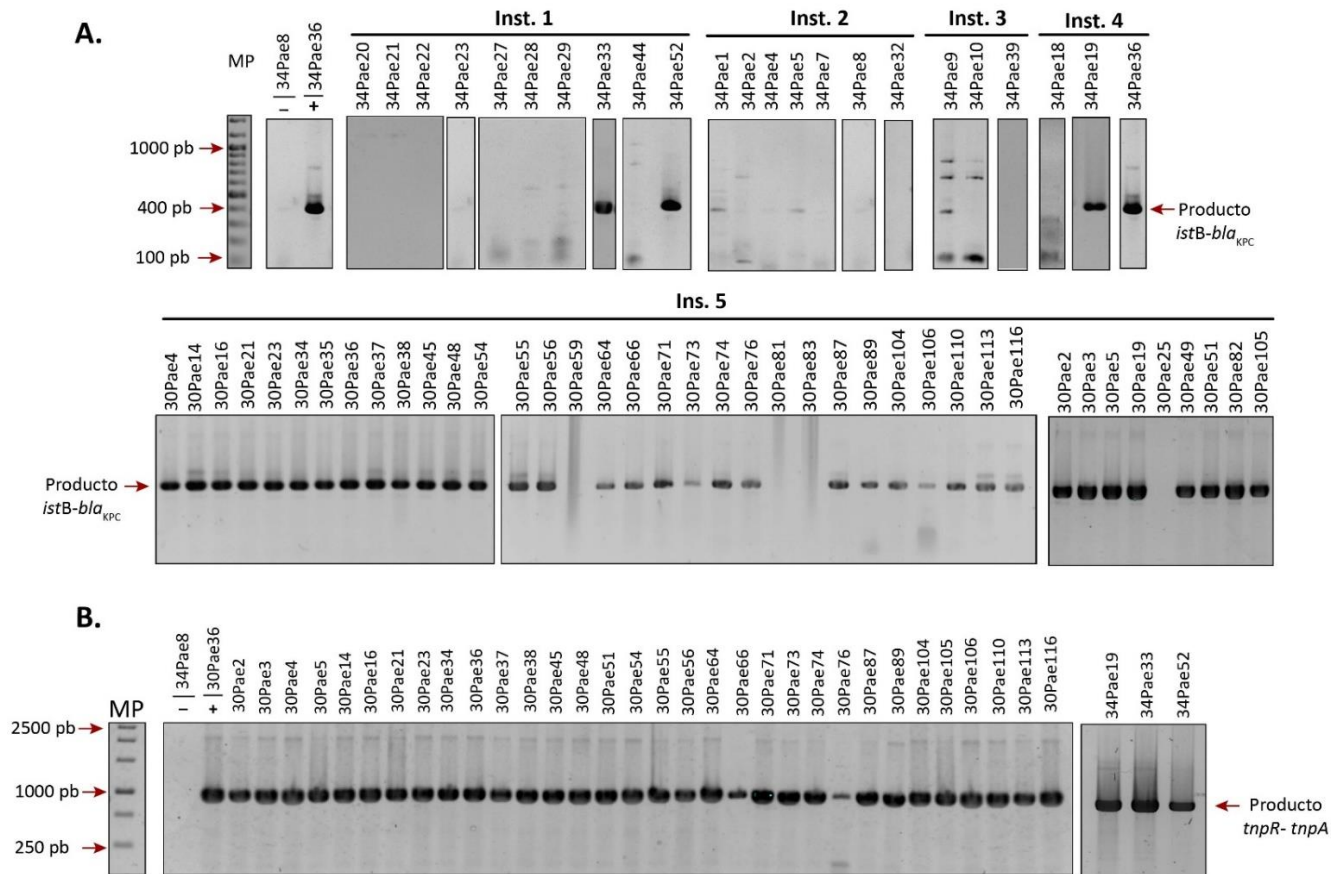 A.
Inst. 1
Inst. 2
Inst. 3
Inst. 4
MP
34Pae8
34Pae36
34Pae20
34Pae21
34Pae22
34Pae23
34Pae27
34Pae28
34Pae29
34Pae33
34Pae44
34Pae52
34Pae1
34Pae2
34Pae4
34Pae5
34Pae7
34Pae8
34Pae32
34Pae9
34Pae10
34Pae39
34Pae18
34Pae19
34Pae36
–
+
1000 pb
400 pb
100 pb
Producto
istB-blaKPC
Ins. 5
30Pae4
30Pae14
30Pae16
30Pae21
30Pae23
30Pae34
30Pae35
30Pae36
30Pae37
30Pae38
30Pae45
30Pae48
30Pae54
30Pae55
30Pae56
30Pae59
30Pae64
30Pae66
30Pae71
30Pae73
30Pae74
30Pae76
30Pae81
30Pae83
30Pae87
30Pae89
30Pae104
30Pae106
30Pae110
30Pae113
30Pae116
30Pae2
30Pae3
30Pae5
30Pae19
30Pae25
30Pae49
30Pae51
30Pae82
30Pae105
Producto
istB-blaKPC
B.
MP
34Pae8
30Pae36
30Pae2
30Pae3
30Pae4
30Pae5
30Pae14
30Pae16
30Pae21
30Pae23
30Pae34
30Pae36
30Pae37
30Pae38
30Pae45
30Pae48
30Pae51
30Pae54
30Pae55
30Pae56
30Pae64
30Pae66
30Pae71
30Pae73
30Pae74
30Pae76
30Pae87
30Pae89
30Pae104
30Pae105
30Pae106
30Pae110
30Pae113
30Pae116
34Pae19
34Pae33
34Pae52
–
+
2500 pb
1000 pb
250 pb
Producto
tnpR- tnpA